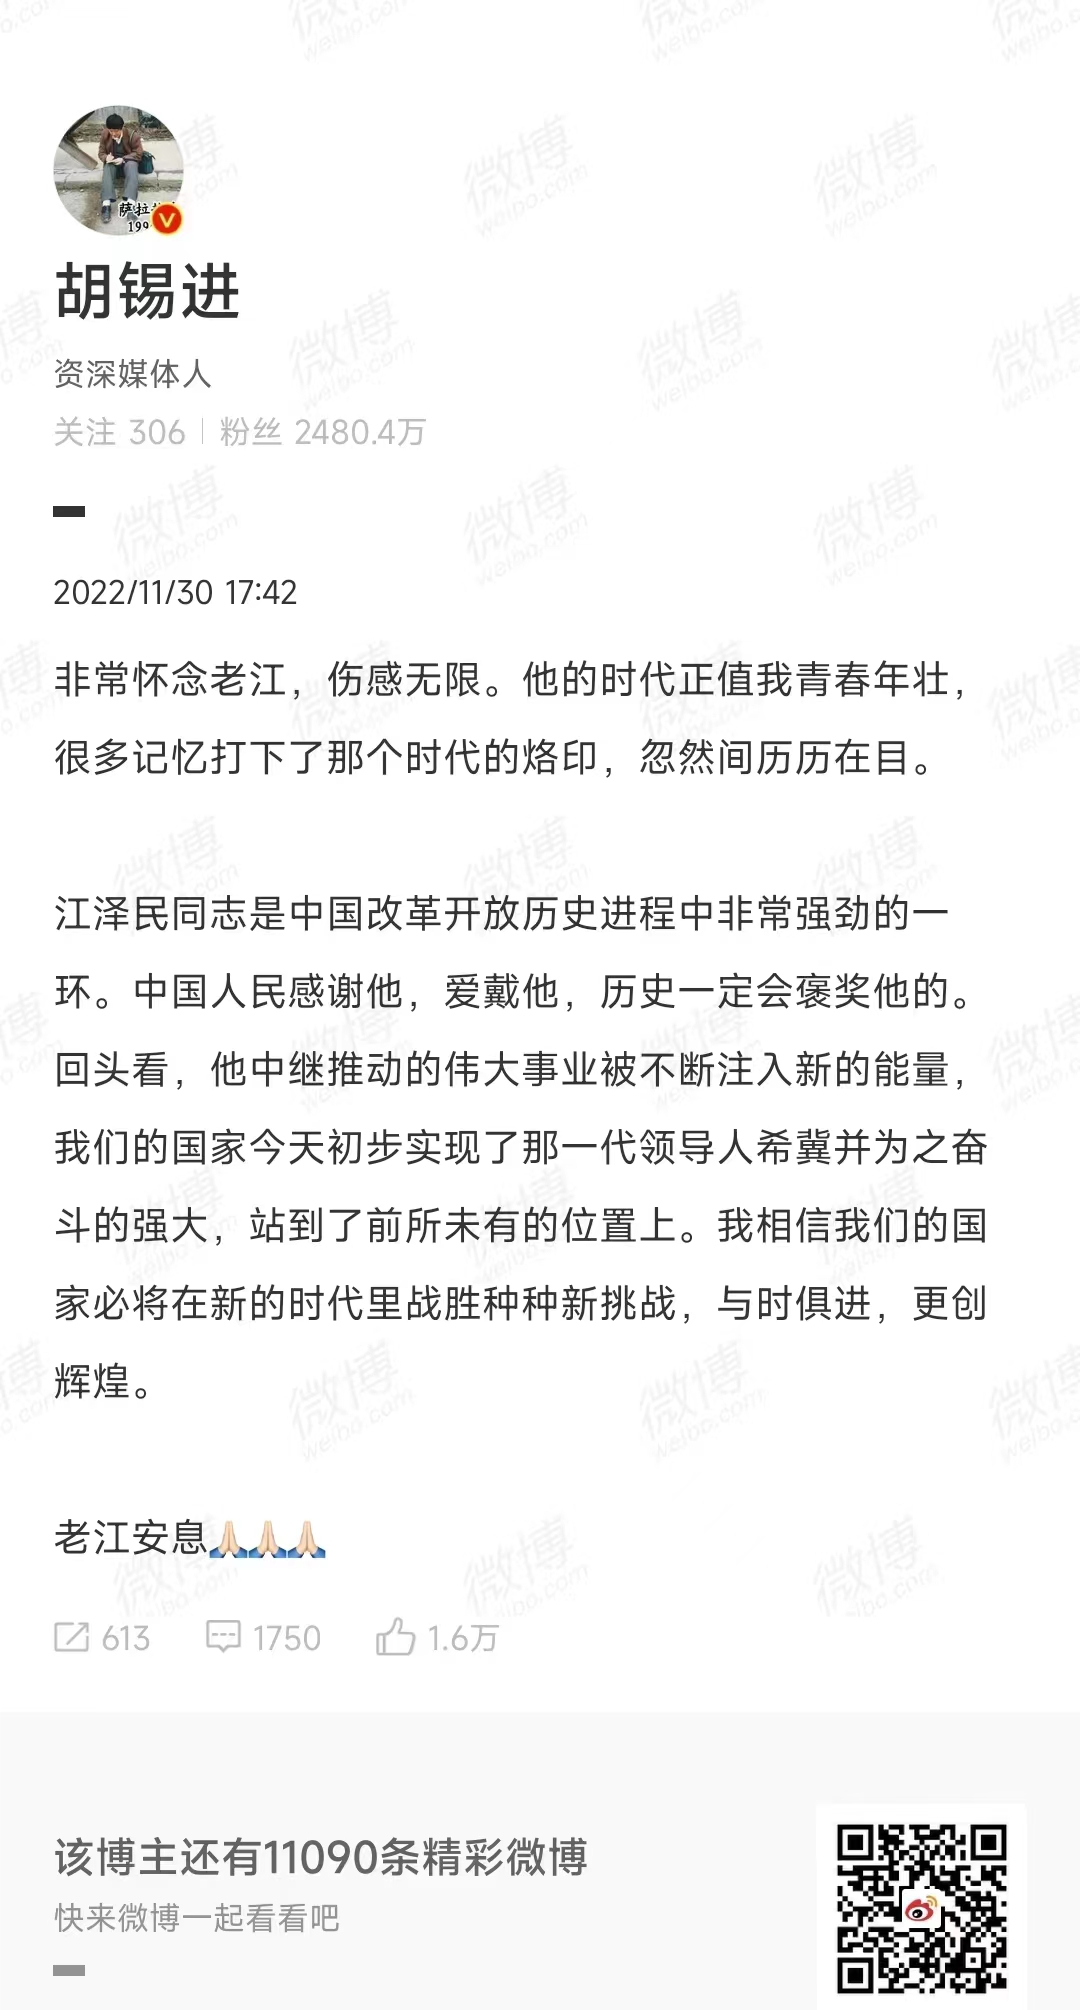 萨拉
199
胡锡进
资深媒体人
关注 306 | 粉丝 2480.4万
2022/11/30 17:42
非常怀念老江，伤感无限。他的时代正值我青春年壮，
很多记忆打下了那个时代的烙印，忽然间历历在目。
江泽民同志是中国改革开放历史进程中非常强劲的一
环。中国人民感谢他，爱戴他，历史一定会褒奖他的。
回头看，他中继推动的伟大事业被不断注入新的能量，
我们的国家今天初步实现了那一代领导人希冀并为之奋
斗的强大，站到了前所未有的位置上。我相信我们的国
家必将在新的时代里战胜种种新挑战，与时俱进，更创
辉煌。
老江安息🙏🏻🙏🏻🙏🏻
613 1750 1.6万
该博主还有11090条精彩微博
快来微博一起看看吧
微博
weibo.com